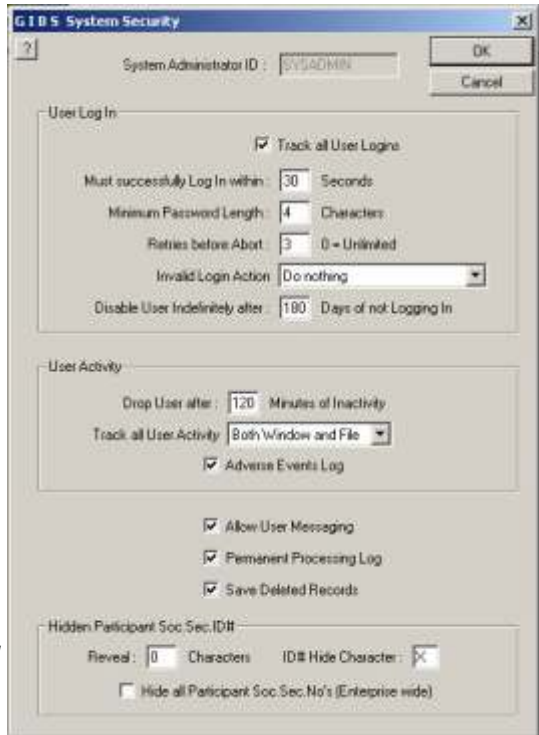 GIBS System Security
?
System Administrator ID : SYSADMIN
OK
Cancel
User Log In
Track all User Logins
Must successfully Log In within : 30 Seconds
Minimum Password Length : 4 Characters
Retries before Abort : 3 0 = Unlimited
Invalid Login Action Do nothing
Disable User Indefinitely after : 180 Days of not Logging In
User Activity
Drop User after : 120 Minutes of Inactivity
Track all User Activity Both Window and File
Adverse Events Log
Allow User Messaging
Permanent Processing Log
Save Deleted Records
Hidden Participant Soc.Sec.ID#
Reveal : 0 Characters ID# Hide Character : X
Hide all Participant Soc.Sec.No's (Enterprise wide)